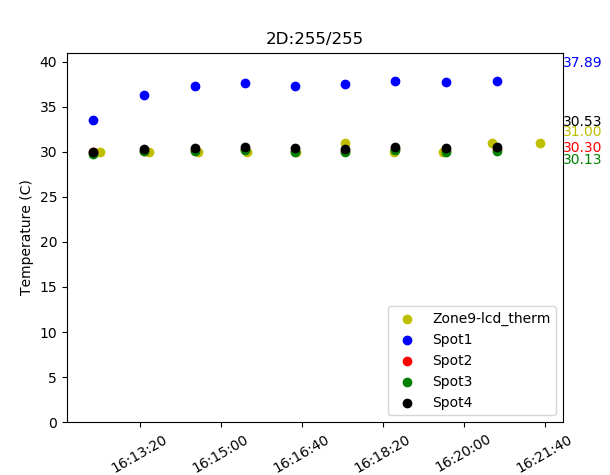 2D:255/255
Temperature (C)
40
35
30
25
20
15
10
5
0
37.89
30.53
31.00
30.30
30.13
Zone9-lcd_therm
Spot1
Spot2
Spot3
Spot4
16:13:20
16:15:00
16:16:40
16:18:20
16:20:00
16:21:40